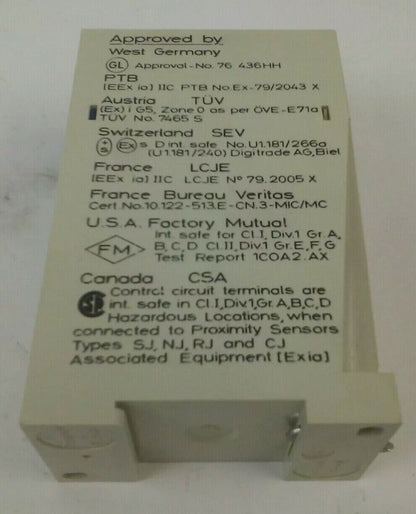 Approved by
West Germany
GL Approval-No. 76 436HH
PTB
[EEx ia] IIC PTB No.Ex-79/2043 X
Austria TÜV
(Ex) i G5, Zone 0 as per ÖVE-E71a
TÜV No. 7465 S
Switzerland SEV
+S Ex s D int. safe No.U1.181/266a
(U1.181/240) Digitrade AG,Biel
France LCJE
[EEx ia] IIC LCJE N° 79.2005 X
France Bureau Veritas
Cert.No.10.122-513.E-CN.3-MIC/MC
U.S.A. Factory Mutual
Int. safe for Cl.I, Div.1 Gr.A,
FM B, C, D Cl.II, Div.1 Gr.E, F, G
Test Report 1COA2.AX
Canada CSA
Control circuit terminals are
int. safe in Cl.I,Div.1,Gr.A,B,C,D
Hazardous Locations, when
connected to Proximity Sensors
Types SJ, NJ, RJ and CJ
Associated Equipment [Exia]